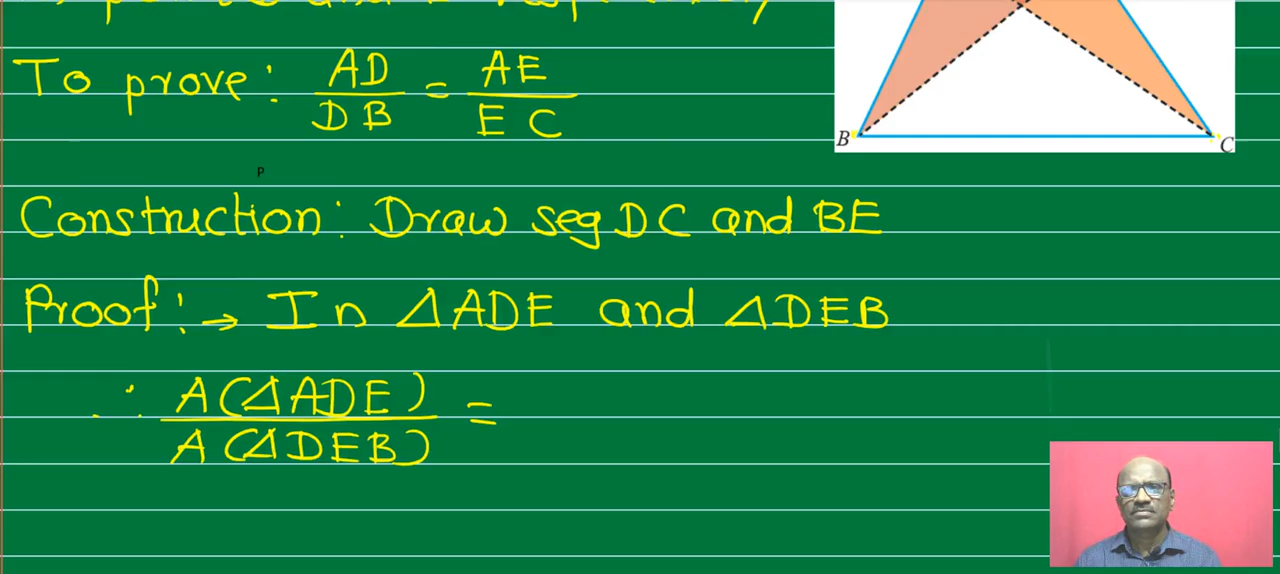 To prove: AD/DB = AE/EC
B
C
P
Construction: Draw seg DC and BE
Proof:→ In △ADE and △DEB
∴ A(△ADE)/A(△DEB) =